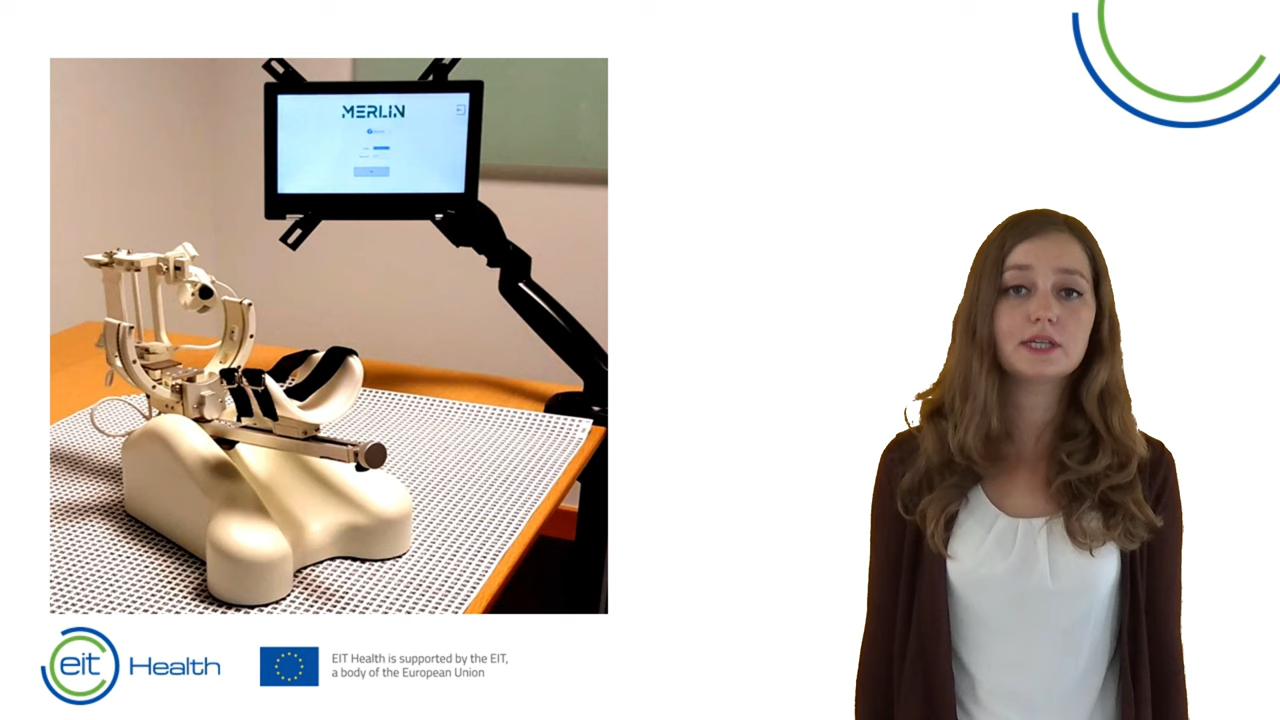 MERLIN
eit Health
EIT Health is supported by the EIT,
a body of the European Union